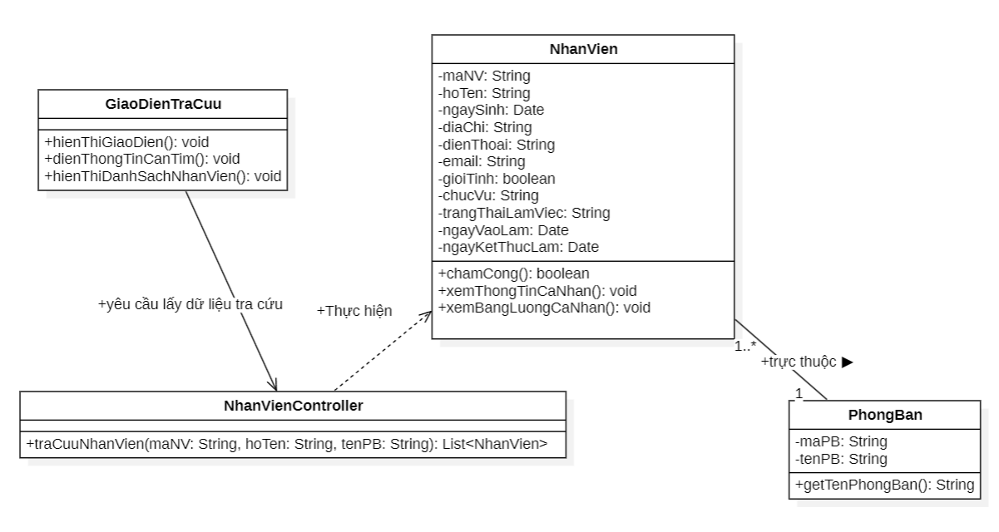 GiaoDienTraCuu
+hienThiGiaoDien(): void
+dienThongTinCanTim(): void
+hienThiDanhSachNhanVien(): void
NhanVien
-maNV: String
-hoTen: String
-ngaySinh: Date
-diaChi: String
-dienThoai: String
-email: String
-gioiTinh: boolean
-chucVu: String
-trangThaiLamViec: String
-ngayVaoLam: Date
-ngayKetThucLam: Date
+chamCong(): boolean
+xemThongTinCaNhan(): void
+xemBangLuongCaNhan(): void
+yêu cầu lấy dữ liệu tra cứu
+Thực hiện
1..*
+trực thuộc ▶
1
NhanVienController
+traCuuNhanVien(maNV: String, hoTen: String, tenPB: String): List<NhanVien>
PhongBan
-maPB: String
-tenPB: String
+getTenPhongBan(): String